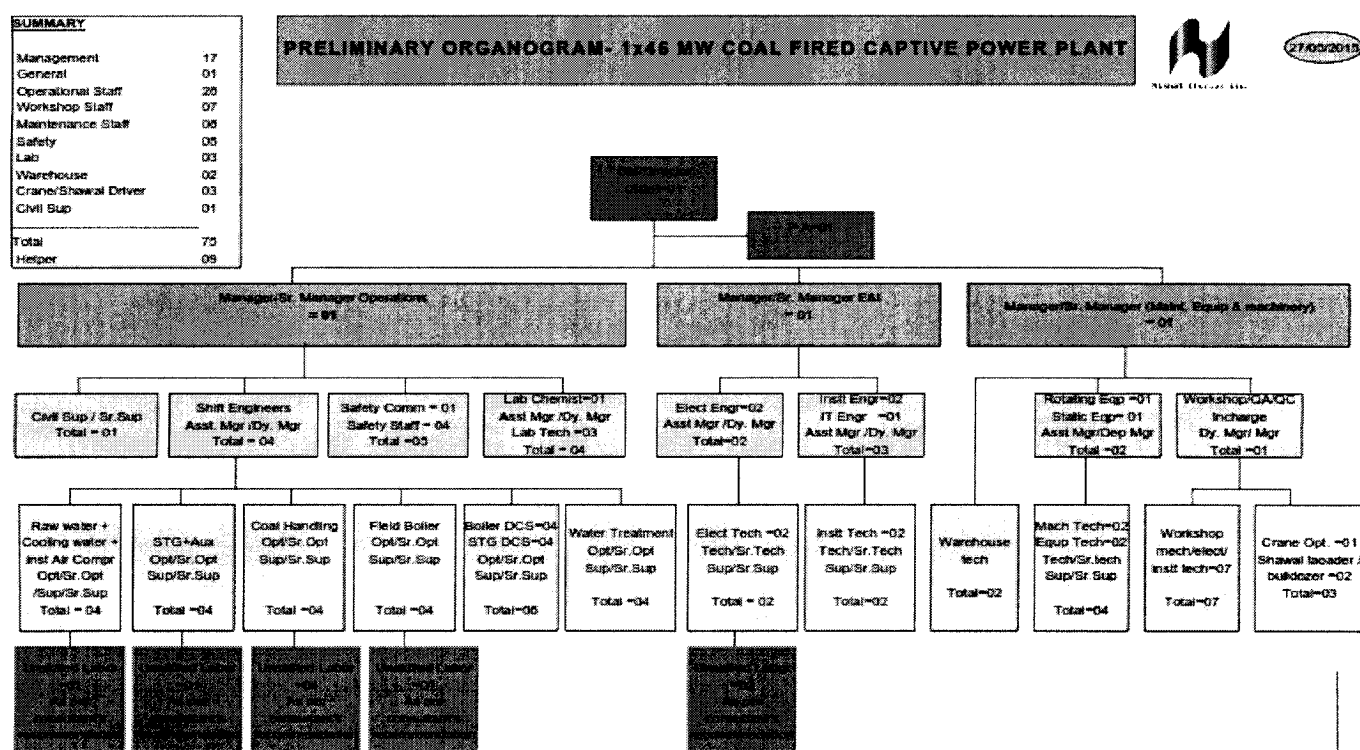 SUMMARY
Management 17
General 01
Operational Staff 28
Workshop Staff 07
Maintenance Staff 08
Safety 05
Lab 03
Warehouse 02
Crane/Shawal Driver 03
Civil Sup 01
Total 75
Helper 09
PRELIMINARY ORGANOGRAM- 1x46 MW COAL FIRED CAPTIVE POWER PLANT
Manager/Sr. Manager Operations
= 01
Manager/Sr. Manager E&I
= 01
Manager/Sr. Manager (Maint, Equip & machinery)
= 01
Civil Sup / Sr.Sup
Total = 01
Shift Engineers
Asst. Mgr /Dy. Mgr
Total = 04
Safety Comm = 01
Safety Staff = 04
Total =05
Lab Chemist=01
Asst Mgr /Dy. Mgr
Lab Tech =03
Total = 04
Elect Engr=02
Asst Mgr /Dy. Mgr
Total=02
Instt Engr=02
IT Engr =01
Asst Mgr /Dy. Mgr
Total=03
Rotating Eqp =01
Static Eqp= 01
Asst Mgr/Dep Mgr
Total =02
Workshop/QA/QC
Incharge
Dy. Mgr/ Mgr
Total =01
Raw water +
Cooling water +
Inst Air Compr
Opt/Sr.Opt
/Sup/Sr.Sup
Total = 04
STG+Aux
Opt/Sr.Opt
Sup/Sr.Sup
Total =04
Coal Handling
Opt/Sr.Opt
Sup/Sr.Sup
Total =04
Field Boiler
Opt/Sr.Opt
Sup/Sr.Sup
Total =04
Boiler DCS=04
STG DCS=04
Opt/Sr.Opt
Sup/Sr.Sup
Water Treatment
Opt/Sr.Opt
Sup/Sr.Sup
Total =04
Elect Tech =02
Tech/Sr.Tech
Sup/Sr.Sup
Total = 02
Instt Tech =02
Tech/Sr.Tech
Sup/Sr.Sup
Total=02
Warehouse
tech
Total=02
Mach Tech=02
Equp Tech=02
Tech/Sr.tech
Sup/Sr.Sup
Total=04
Workshop
mech/elect/
instt tech=07
Total=07
Crane Opt. =01
Shawal laoader /
bulldozer =02
Total=03